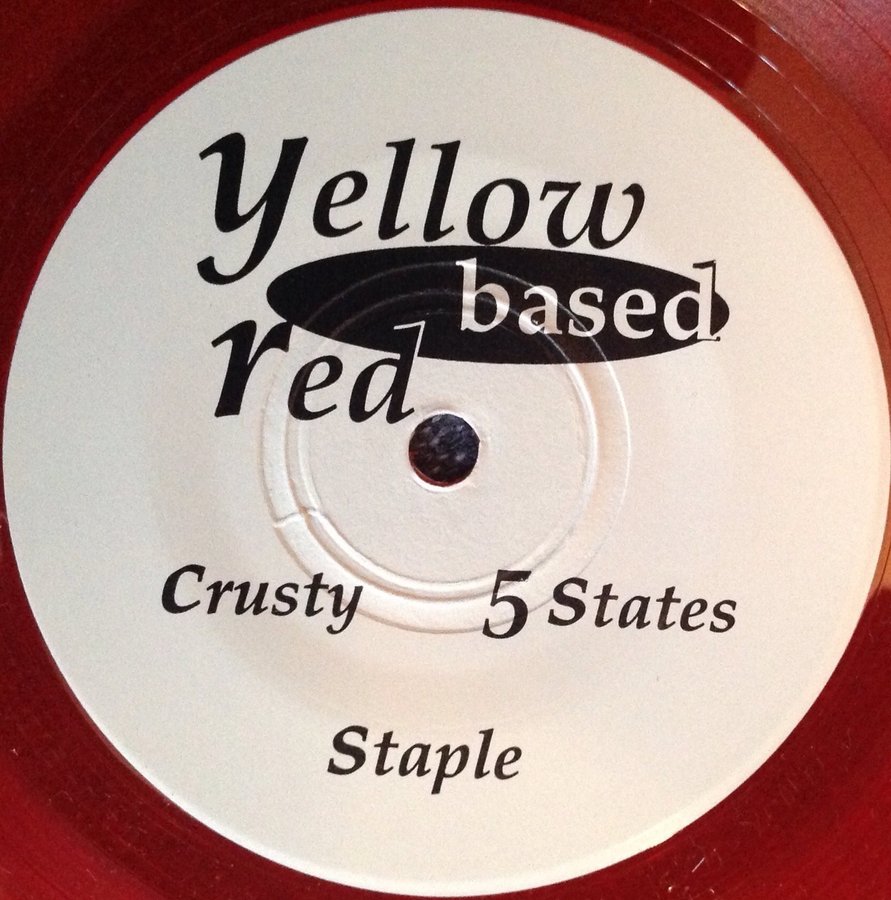 Yellow
based
red
Crusty 5 States
Staple